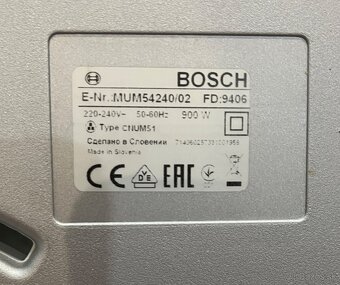 BOSCH
E-Nr.:MUM54240/02 FD:9406
220-240V~ 50-60Hz 900 W
Type CNUM51
Сделано в Словении
Made in Slovenia
CE VDE EAC